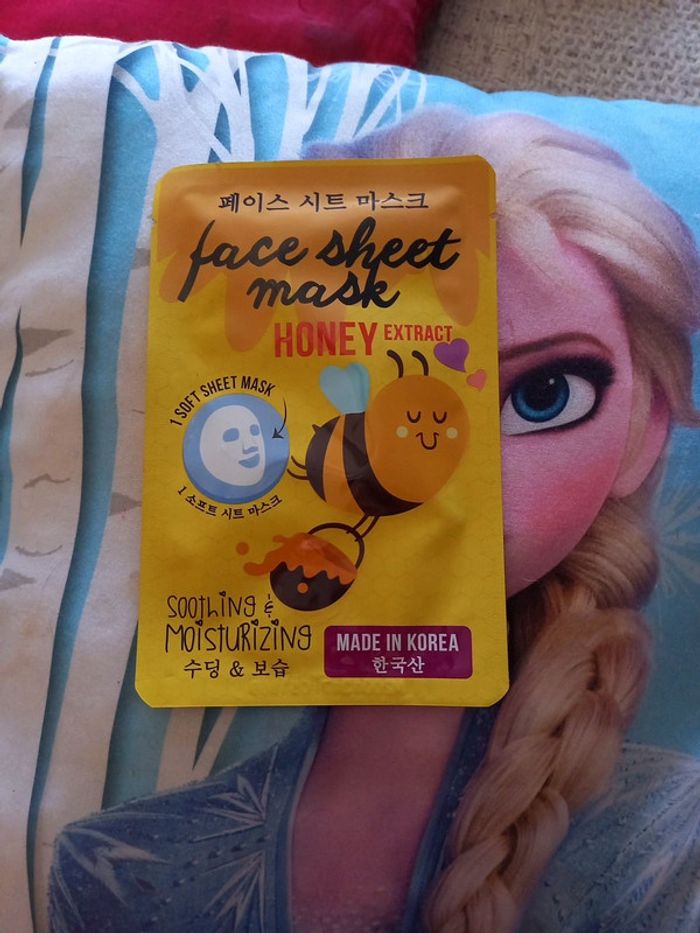 페이스 시트 마스크
face sheet
mask
HONEY EXTRACT
1 SOFT SHEET MASK
1 소프트 시트 마스크
SOOTHING &
MOISTURIZING
수딩 & 보습
MADE IN KOREA
한국산